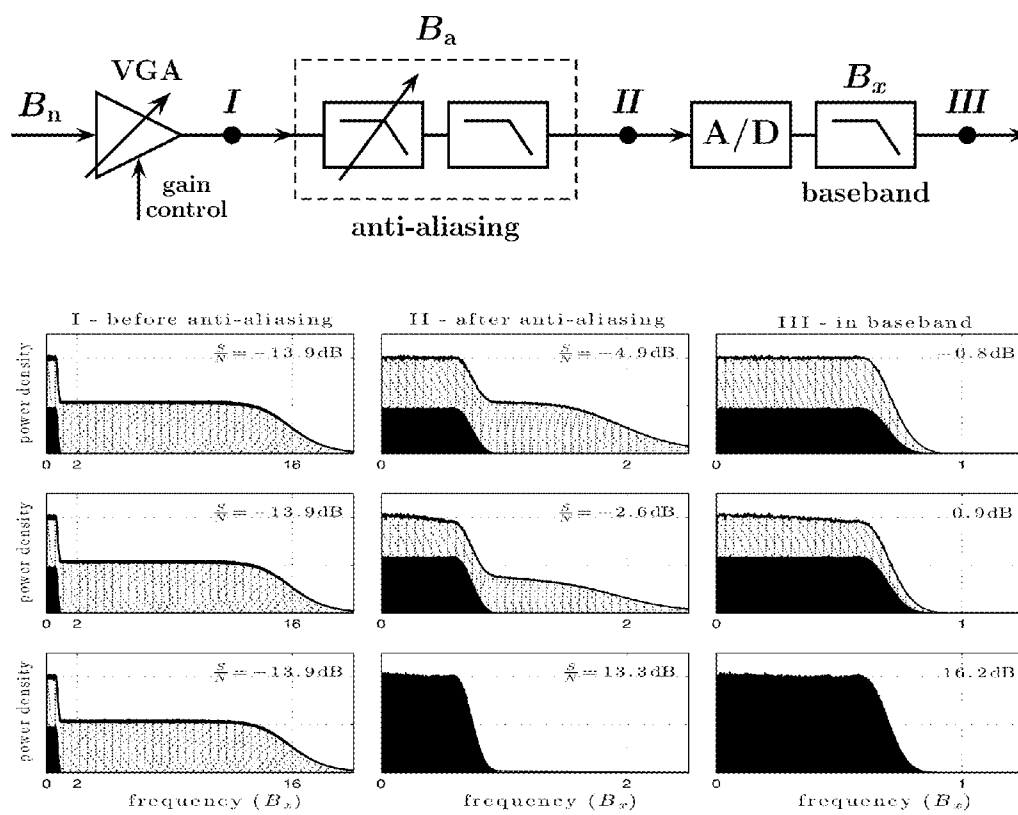 B_a
VGA
B_n
I
II
B_x
III
A/D
gain
control
baseband
anti-aliasing
I - before anti-aliasing
II - after anti-aliasing
III - in baseband
power density
S/N = −13.9dB
S/N = −4.9dB
−0.8dB
0 2 16
0 2
0 1
power density
S/N = −13.9dB
S/N = −2.6dB
0.9dB
0 2 16
0 2
0 1
power density
S/N = −13.9dB
S/N = 13.3dB
16.2dB
0 2 16
0 2
0 1
frequency (B_x)
frequency (B_x)
frequency (B_x)